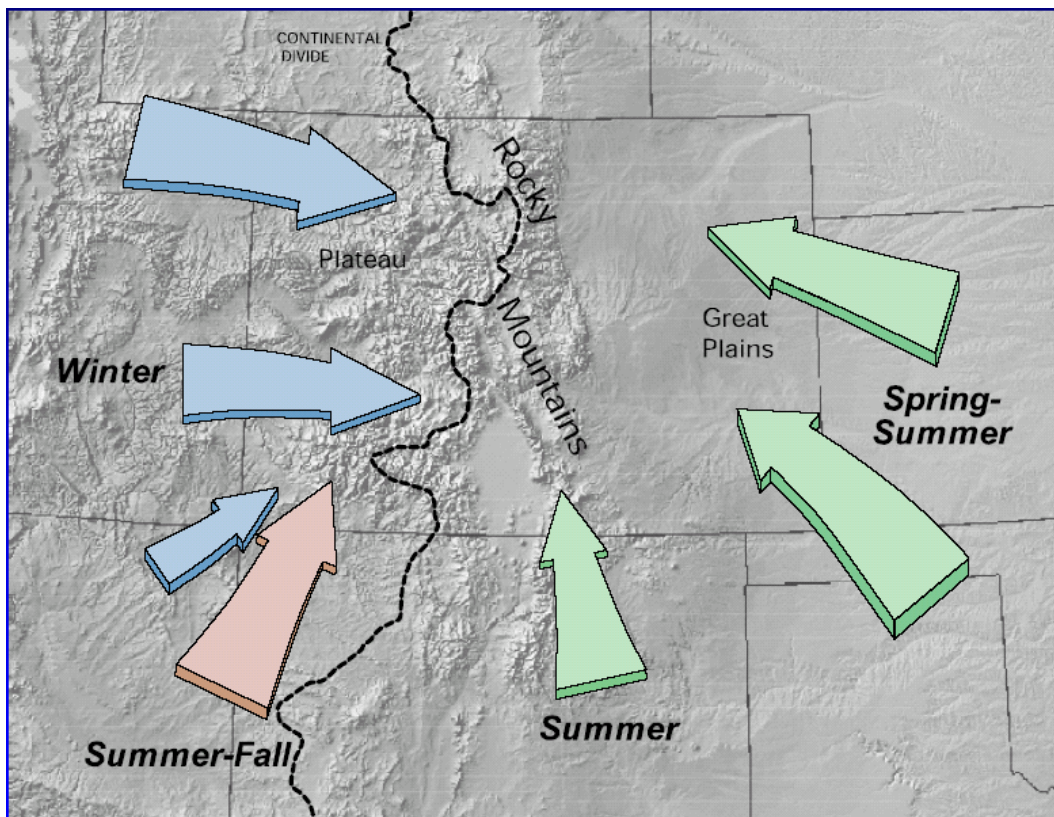 CONTINENTAL
DIVIDE
Rocky
Mountains
Plateau
Great
Plains
Winter
Spring-
Summer
Summer-Fall
Summer